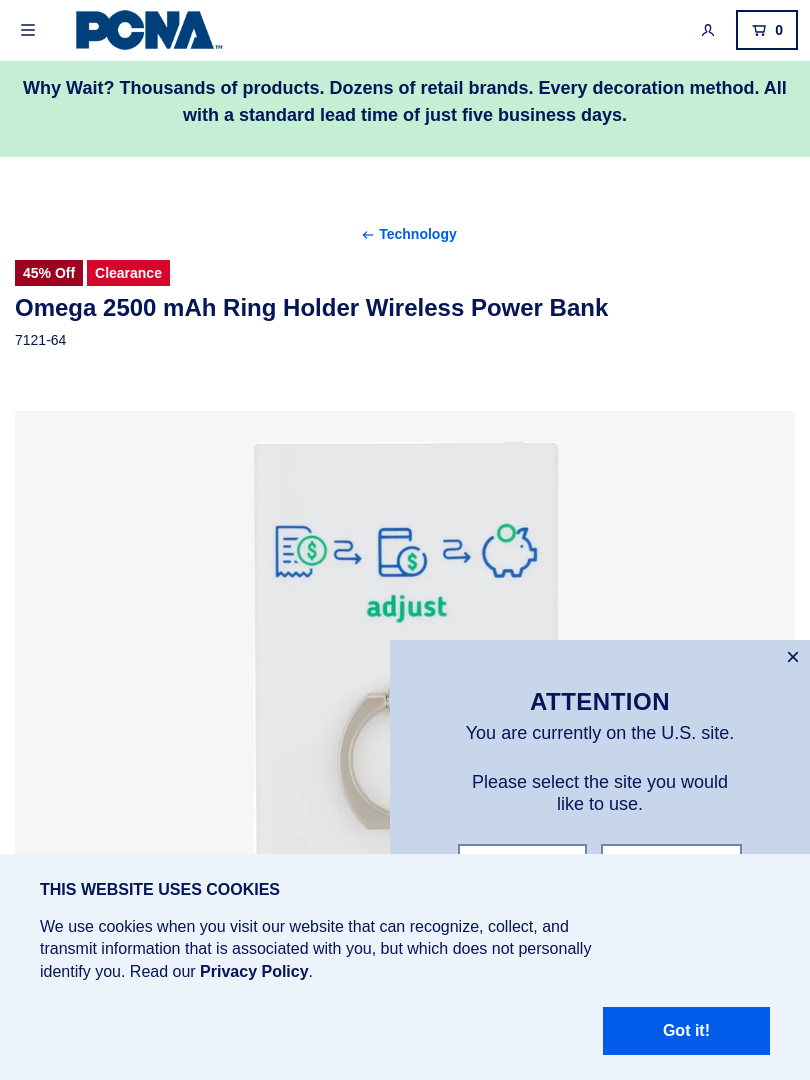 PCNA™
0
Why Wait? Thousands of products. Dozens of retail brands. Every decoration method. All
with a standard lead time of just five business days.
← Technology
45% Off
Clearance
Omega 2500 mAh Ring Holder Wireless Power Bank
7121-64
$
$
adjust
ATTENTION
You are currently on the U.S. site.
Please select the site you would
like to use.
THIS WEBSITE USES COOKIES
We use cookies when you visit our website that can recognize, collect, and
transmit information that is associated with you, but which does not personally
identify you. Read our Privacy Policy.
Got it!